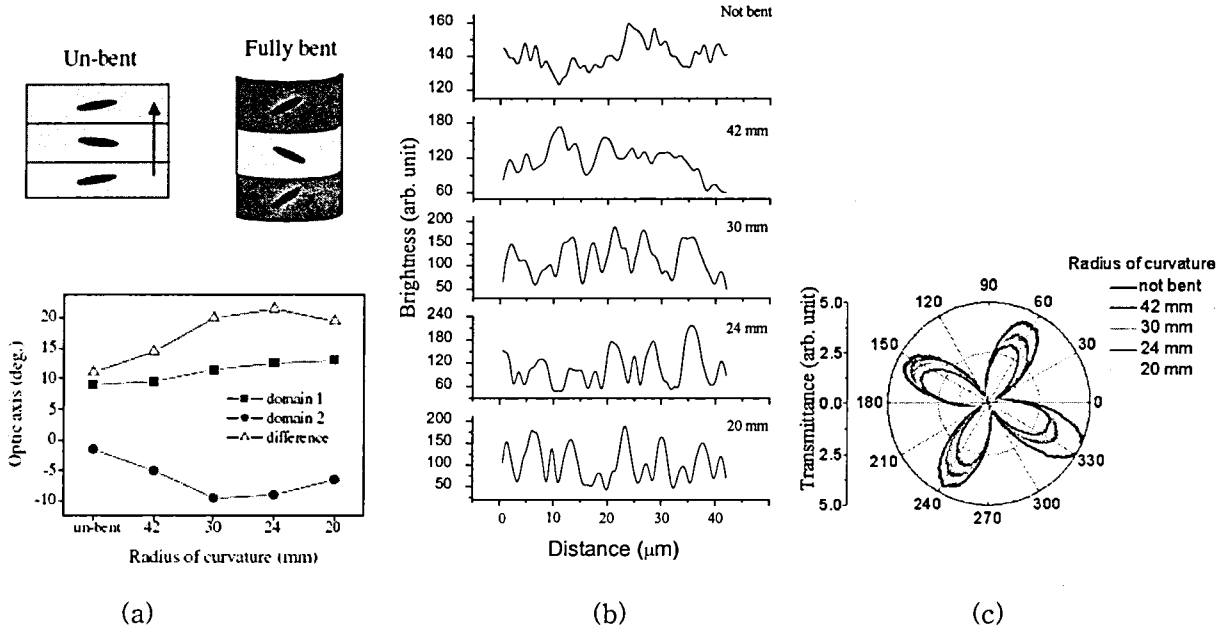 Un-bent
Fully bent
Optic axis (deg.)
20
15
10
5
0
-5
-10
domain 1
domain 2
difference
un-bent
42
30
24
20
Radius of curvature (mm)
(a)
Brightness (arb. unit)
Not bent
160
140
120
42 mm
180
120
60
30 mm
200
150
100
50
24 mm
240
180
120
60
20 mm
200
150
100
50
0
10
20
30
40
Distance (μm)
(b)
Radius of curvature
not bent
42 mm
30 mm
24 mm
20 mm
Transmittance (arb. unit)
5.0
2.5
0.0
2.5
5.0
90
60
30
0
330
300
270
240
210
180
150
120
(c)